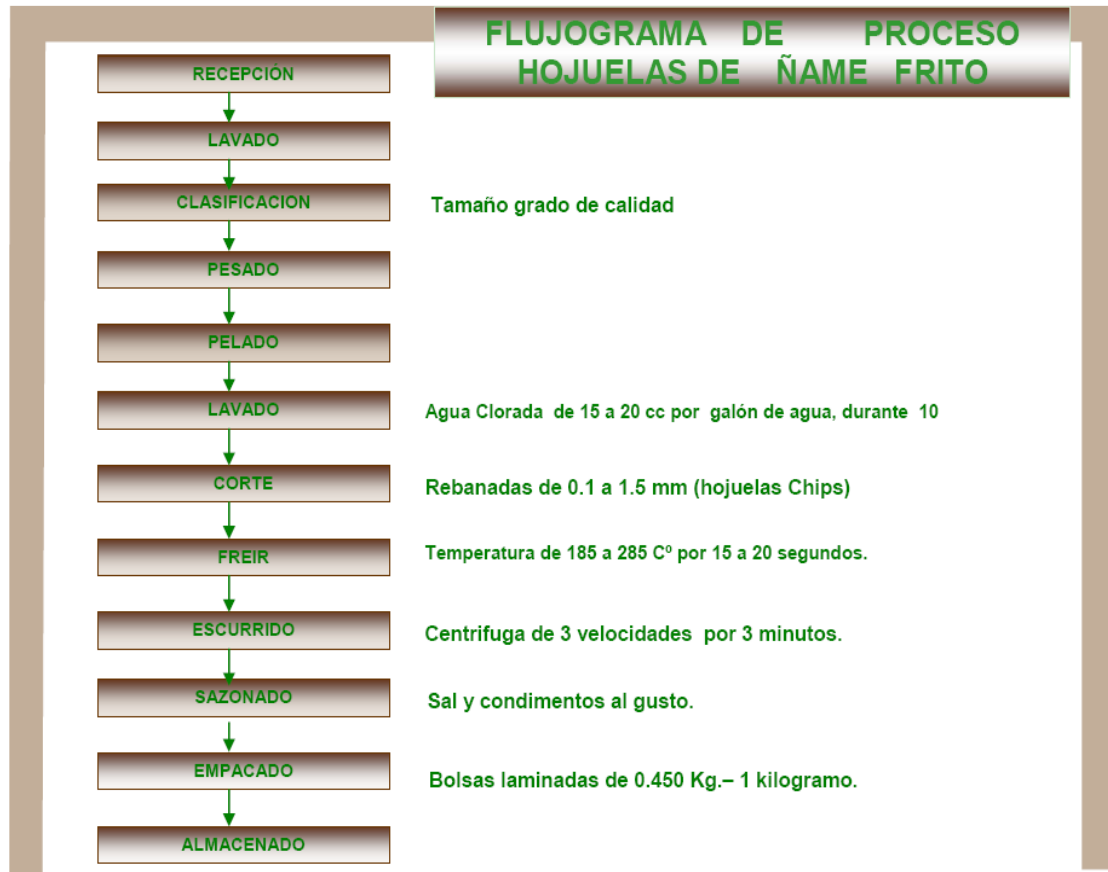 FLUJOGRAMA DE PROCESO
HOJUELAS DE ÑAME FRITO
RECEPCIÓN
LAVADO
CLASIFICACION
Tamaño grado de calidad
PESADO
PELADO
LAVADO
Agua Clorada de 15 a 20 cc por galón de agua, durante 10
CORTE
Rebanadas de 0.1 a 1.5 mm (hojuelas Chips)
FREIR
Temperatura de 185 a 285 Cº por 15 a 20 segundos.
ESCURRIDO
Centrifuga de 3 velocidades por 3 minutos.
SAZONADO
Sal y condimentos al gusto.
EMPACADO
Bolsas laminadas de 0.450 Kg.– 1 kilogramo.
ALMACENADO